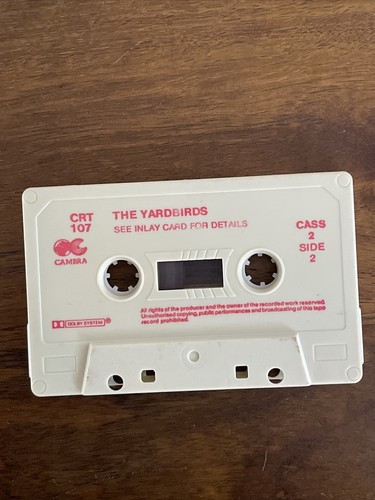 CRT
107
THE YARDBIRDS
SEE INLAY CARD FOR DETAILS
CAMBRA
CASS
2
SIDE
2
All rights of the producer and the owner of the recorded work reserved.
Unauthorised copying, public performances and broadcasting of this tape
record prohibited.
DOLBY SYSTEM®